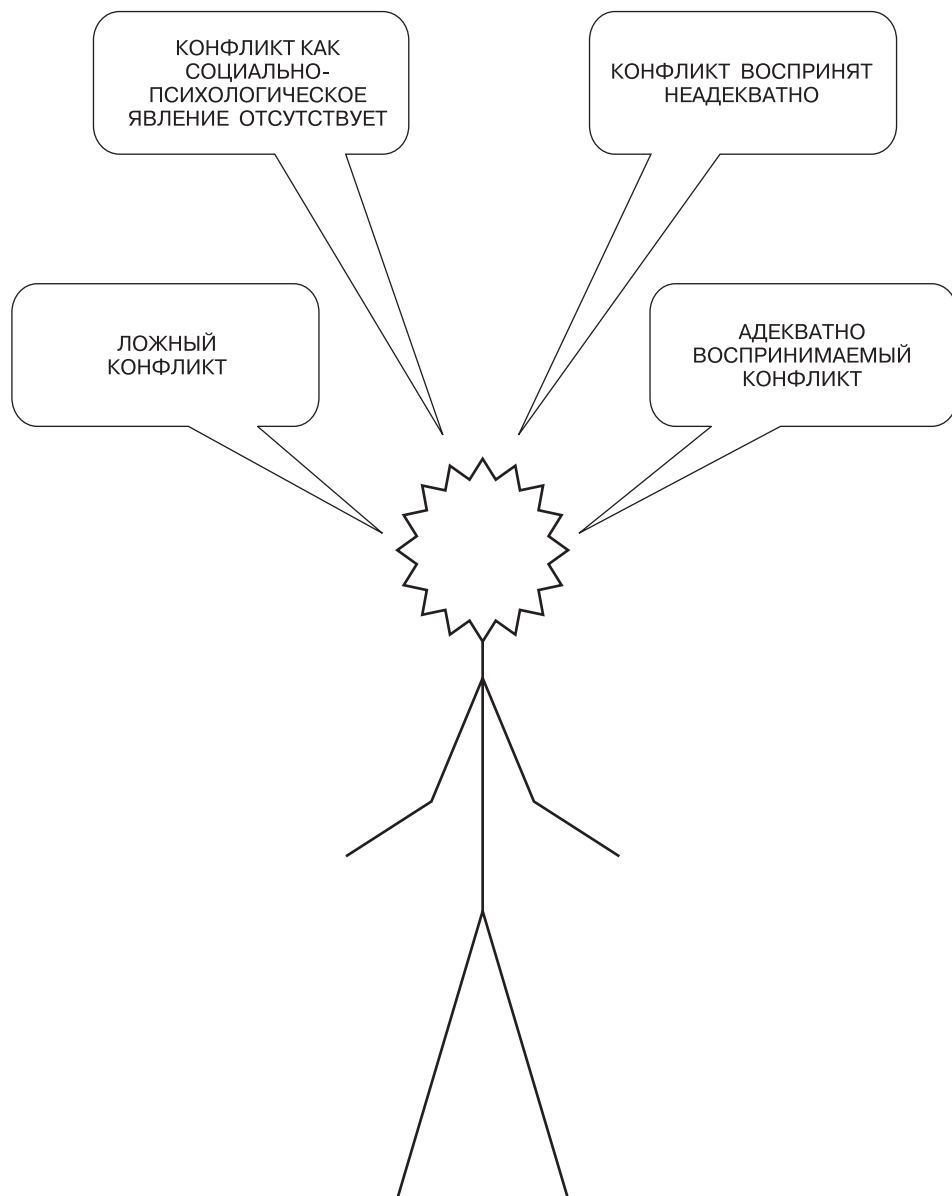 КОНФЛИКТ КАК
СОЦИАЛЬНО-
ПСИХОЛОГИЧЕСКОЕ
ЯВЛЕНИЕ ОТСУТСТВУЕТ
КОНФЛИКТ ВОСПРИНЯТ
НЕАДЕКВАТНО
ЛОЖНЫЙ
КОНФЛИКТ
АДЕКВАТНО
ВОСПРИНИМАЕМЫЙ
КОНФЛИКТ